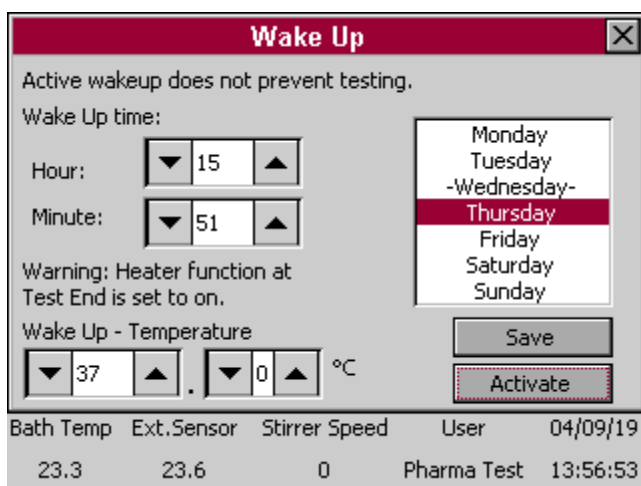 Wake Up
Active wakeup does not prevent testing.
Wake Up time:
Hour:
15
Minute:
51
Warning: Heater function at
Test End is set to on.
Wake Up - Temperature
37 . 0 °C
Monday
Tuesday
-Wednesday-
Thursday
Friday
Saturday
Sunday
Save
Activate
Bath Temp Ext.Sensor Stirrer Speed User 04/09/19
23.3 23.6 0 Pharma Test 13:56:53